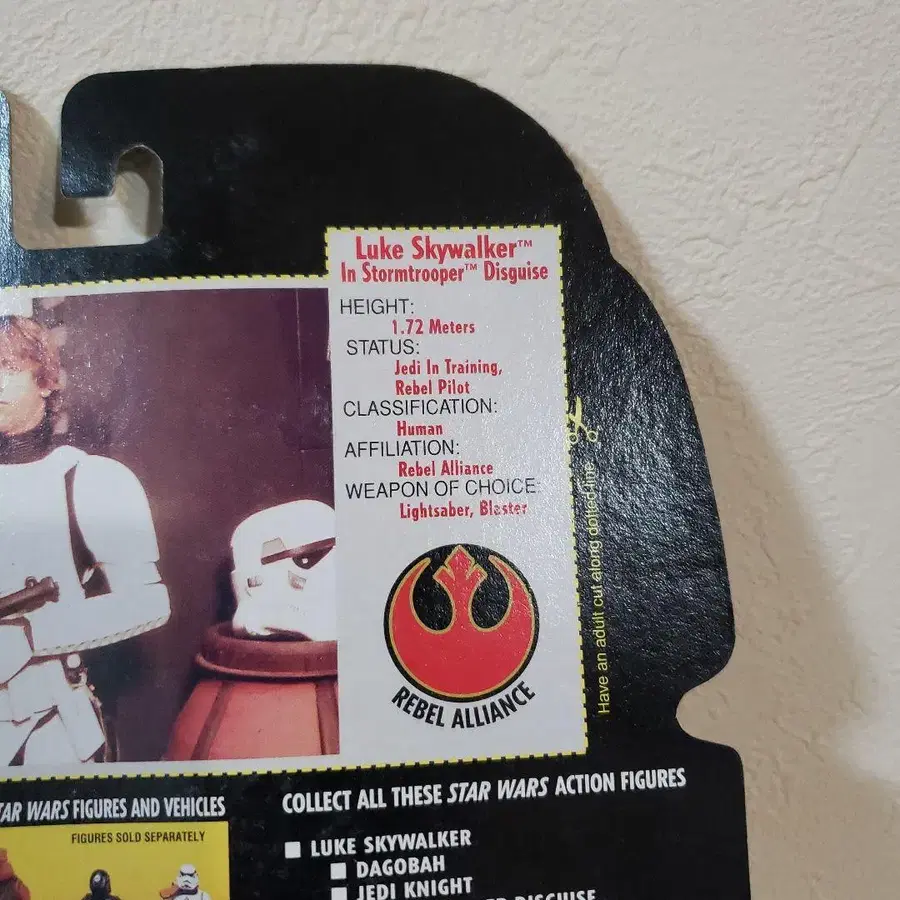 Luke Skywalker™
In Stormtrooper™ Disguise
HEIGHT:
1.72 Meters
STATUS:
Jedi In Training,
Rebel Pilot
CLASSIFICATION:
Human
AFFILIATION:
Rebel Alliance
WEAPON OF CHOICE:
Lightsaber, Blaster
REBEL ALLIANCE
Have an adult cut along dotted line
WARS FIGURES AND VEHICLES
FIGURES SOLD SEPARATELY
COLLECT ALL THESE STAR WARS ACTION FIGURES
LUKE SKYWALKER
DAGOBAH
JEDI KNIGHT
DISGUISE